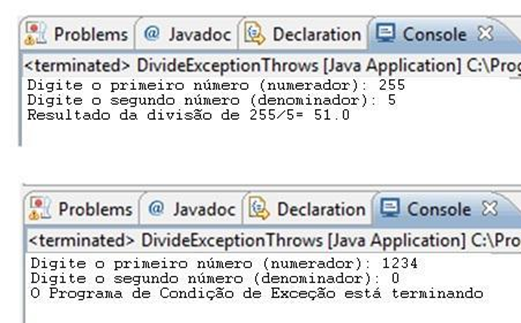 Problems @ Javadoc Declaration Console
<terminated> DivideExceptionThrows [Java Application] C:\Prog
Digite o primeiro número (numerador): 255
Digite o segundo número (denominador): 5
Resultado da divisão de 255/5= 51.0
Problems @ Javadoc Declaration Console
<terminated> DivideExceptionThrows [Java Application] C:\Pro
Digite o primeiro número (numerador): 1234
Digite o segundo número (denominador): 0
O Programa de Condição de Exceção está terminando